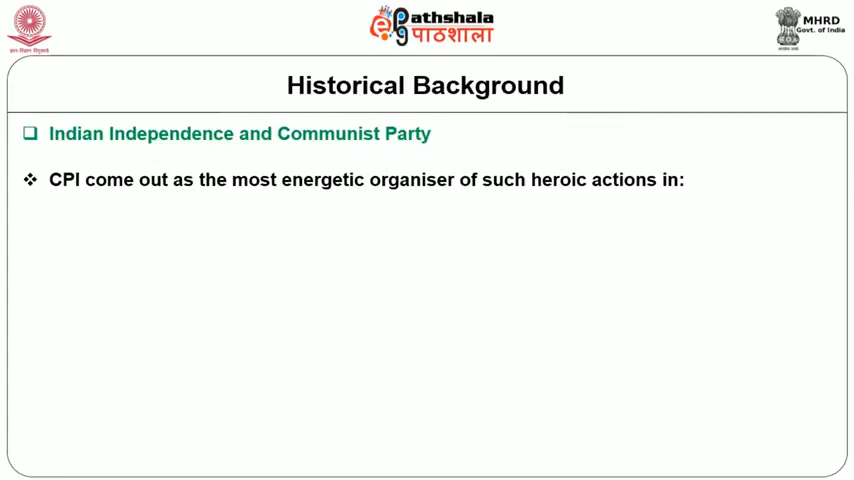 ePathshala
पाठशाला
MHRD
Govt. of India
Historical Background
Indian Independence and Communist Party
CPI come out as the most energetic organiser of such heroic actions in: